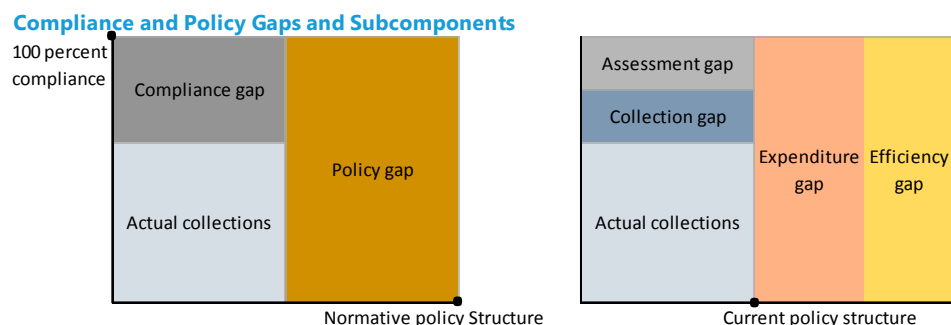 Compliance and Policy Gaps and Subcomponents
100 percent
compliance
Compliance gap
Policy gap
Actual collections
Normative policy Structure
Assessment gap
Collection gap
Expenditure
gap
Efficiency
gap
Actual collections
Current policy structure